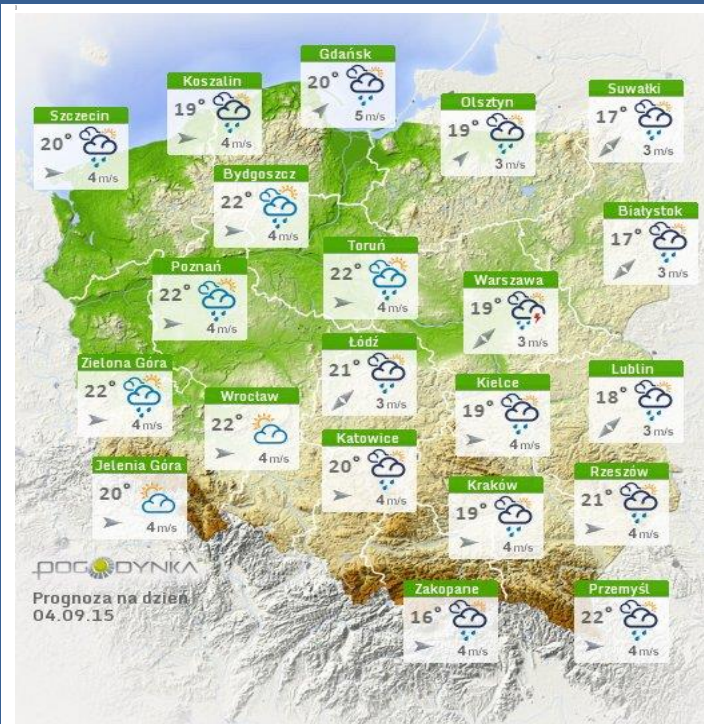 Gdańsk
20°
5 m/s
Koszalin
19°
4 m/s
Szczecin
20°
4 m/s
Olsztyn
19°
3 m/s
Suwałki
17°
3 m/s
Bydgoszcz
22°
4 m/s
Białystok
17°
3 m/s
Toruń
22°
4 m/s
Poznań
22°
4 m/s
Warszawa
19°
3 m/s
Łódź
21°
3 m/s
Zielona Góra
22°
4 m/s
Wrocław
22°
4 m/s
Kielce
19°
4 m/s
Lublin
18°
3 m/s
Katowice
20°
4 m/s
Jelenia Góra
20°
4 m/s
Kraków
19°
4 m/s
Rzeszów
21°
4 m/s
Zakopane
16°
4 m/s
Przemyśl
22°
4 m/s
POGODYNKA
Prognoza na dzień
04.09.15